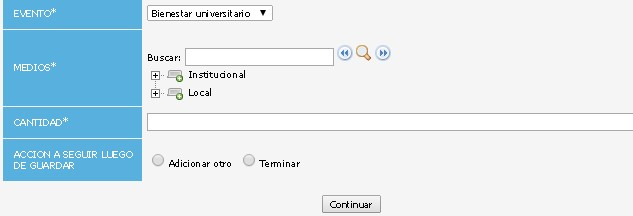 EVENTO* Bienestar universitario
MEDIOS* Buscar:
Institucional
Local
CANTIDAD*
ACCION A SEGUIR LUEGO
DE GUARDAR
Adicionar otro Terminar
Continuar